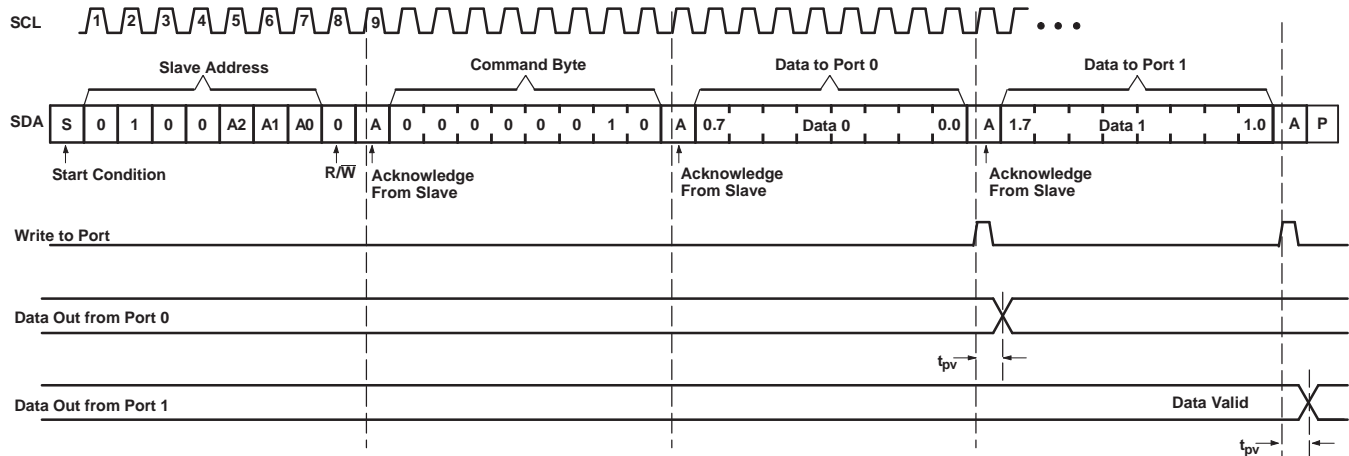 SCL 1 2 3 4 5 6 7 8 9 • • •
Slave Address Command Byte Data to Port 0 Data to Port 1
SDA S 0 1 0 0 A2 A1 A0 0 A 0 0 0 0 0 0 1 0 A 0.7 Data 0 0.0 A 1.7 Data 1 1.0 A P
Start Condition R/W̅ Acknowledge From Slave Acknowledge From Slave Acknowledge From Slave
Write to Port
Data Out from Port 0
tpv
Data Out from Port 1 Data Valid
tpv